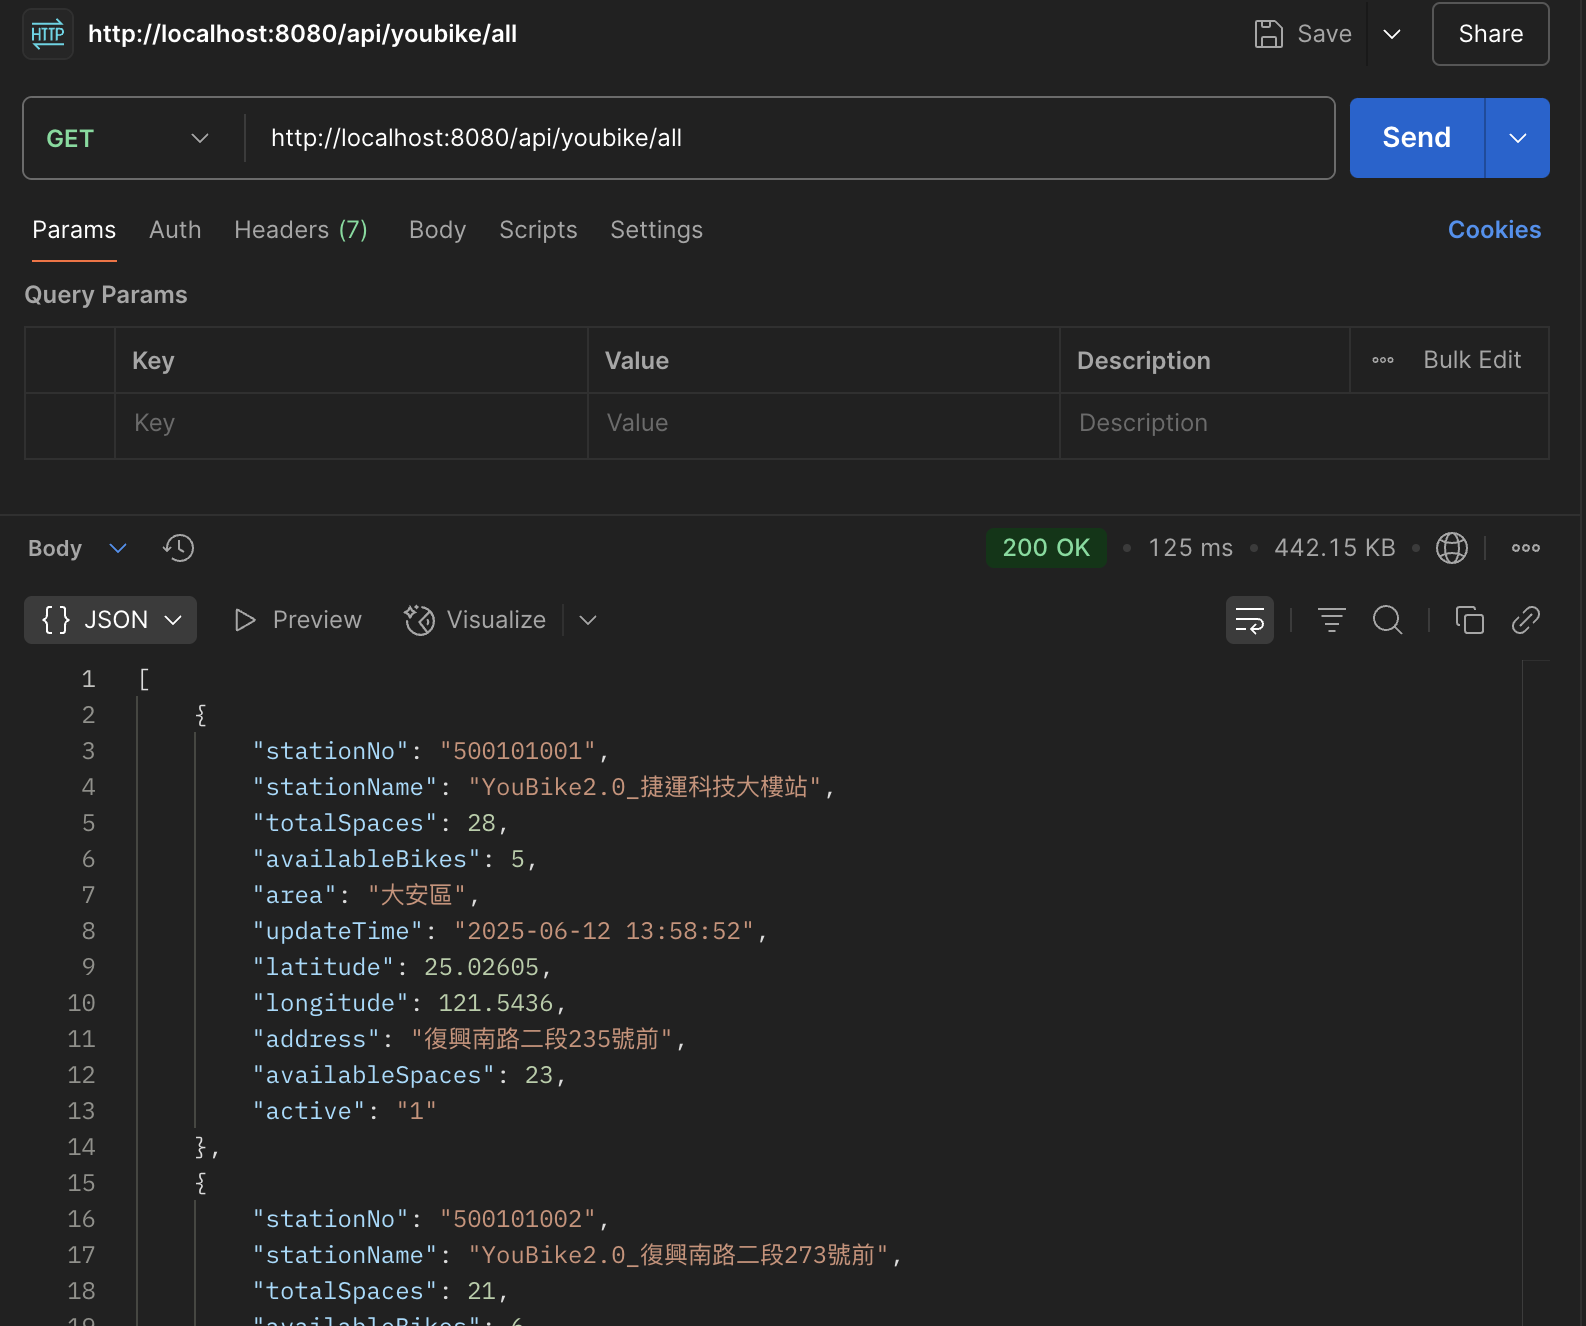 HTTP http://localhost:8080/api/youbike/all Save Share
GET http://localhost:8080/api/youbike/all Send
Params Auth Headers (7) Body Scripts Settings Cookies
Query Params
Key Value Description Bulk Edit
Key Value Description
Body 200 OK • 125 ms • 442.15 KB •
{} JSON Preview Visualize
1 [
2 {
3 "stationNo": "500101001",
4 "stationName": "YouBike2.0_捷運科技大樓站",
5 "totalSpaces": 28,
6 "availableBikes": 5,
7 "area": "大安區",
8 "updateTime": "2025-06-12 13:58:52",
9 "latitude": 25.02605,
10 "longitude": 121.5436,
11 "address": "復興南路二段235號前",
12 "availableSpaces": 23,
13 "active": "1"
14 },
15 {
16 "stationNo": "500101002",
17 "stationName": "YouBike2.0_復興南路二段273號前",
18 "totalSpaces": 21,
19 "availableBikes": 6